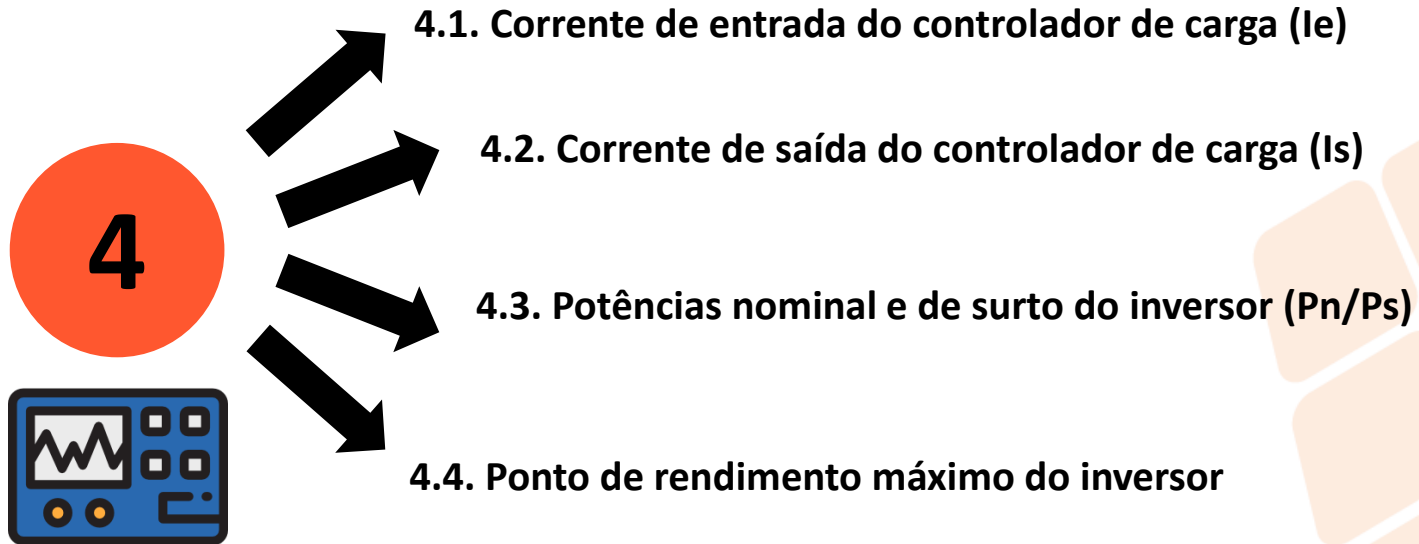 4.1. Corrente de entrada do controlador de carga (Ie)
4.2. Corrente de saída do controlador de carga (Is)
4
4.3. Potências nominal e de surto do inversor (Pn/Ps)
4.4. Ponto de rendimento máximo do inversor